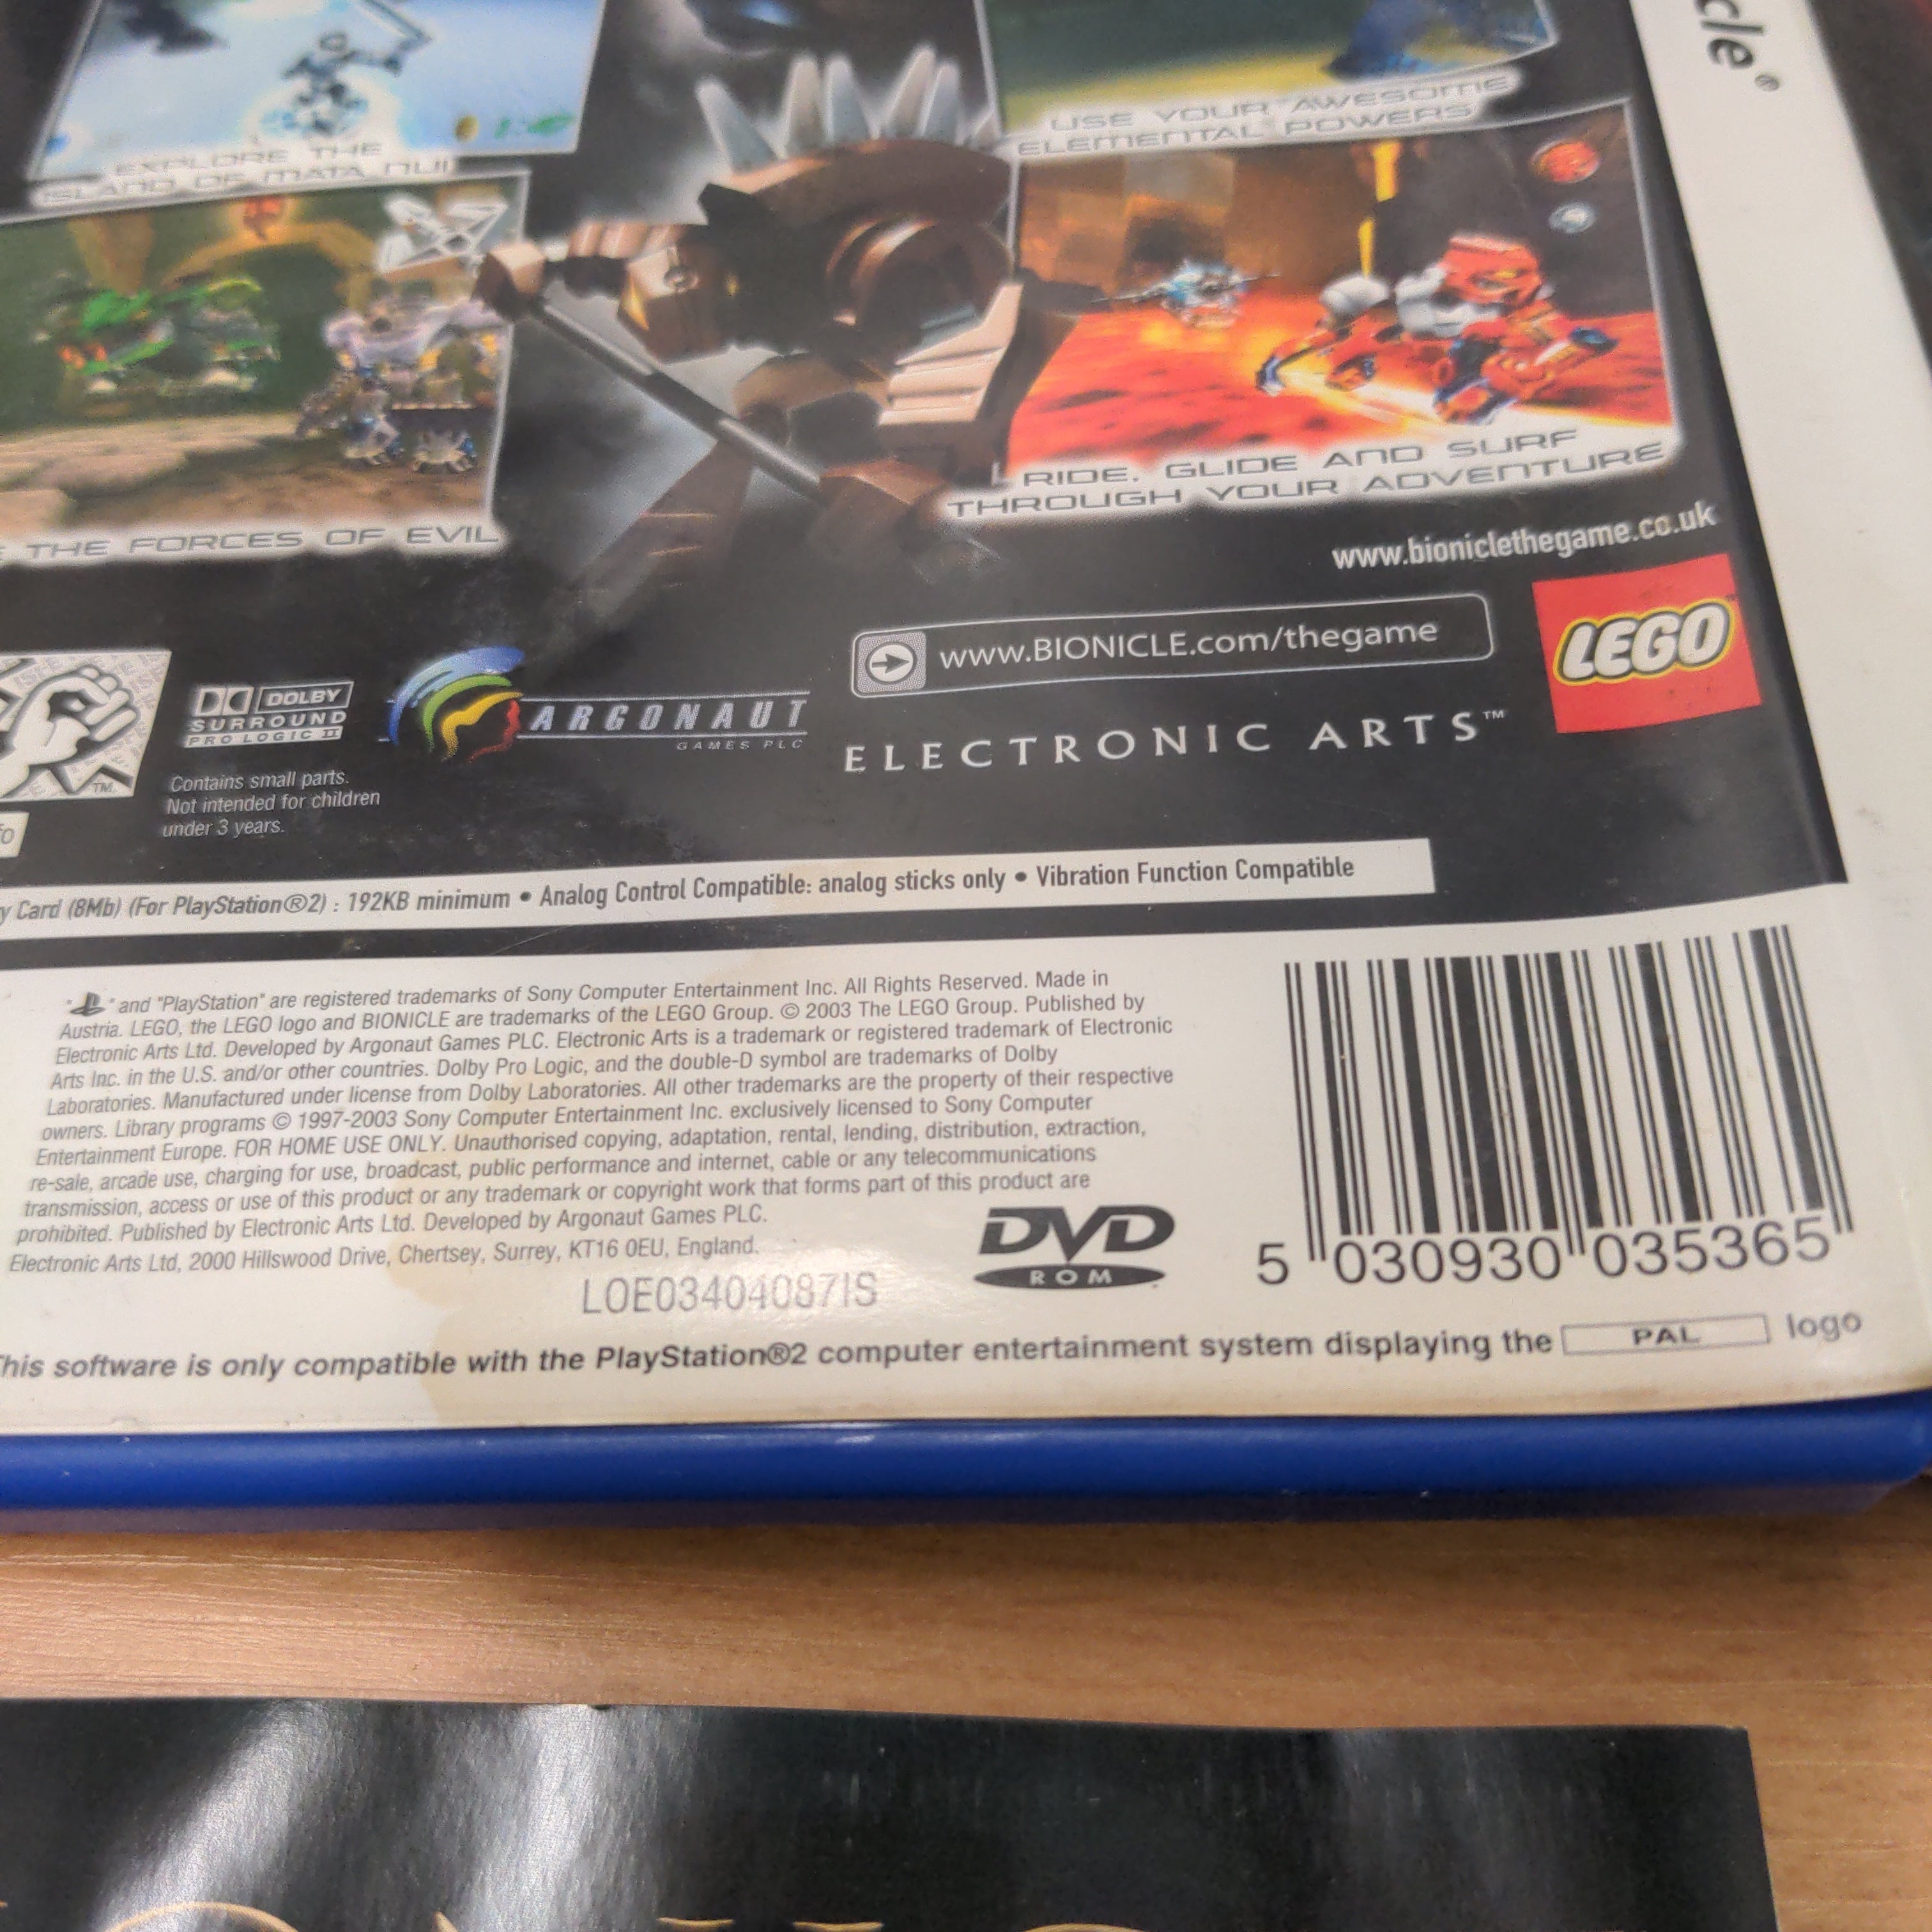 cle®
USE YOUR AWESOME
ELEMENTAL POWERS
EXPLORE THE
ISLAND OF MATA NUI
RIDE, GLIDE AND SURF
THROUGH YOUR ADVENTURE
THE FORCES OF EVIL
www.bioniclethegame.co.uk
www.BIONICLE.com/thegame
LEGO™
DOLBY
SURROUND
PRO LOGIC II
ARGONAUT
GAMES PLC
ELECTRONIC ARTS™
TM
Contains small parts.
Not intended for children
under 3 years.
fo
y Card (8Mb) (For PlayStation®2) : 192KB minimum • Analog Control Compatible: analog sticks only • Vibration Function Compatible
" " and "PlayStation" are registered trademarks of Sony Computer Entertainment Inc. All Rights Reserved. Made in
Austria. LEGO, the LEGO logo and BIONICLE are trademarks of the LEGO Group. © 2003 The LEGO Group. Published by
Electronic Arts Ltd. Developed by Argonaut Games PLC. Electronic Arts is a trademark or registered trademark of Electronic
Arts Inc. in the U.S. and/or other countries. Dolby Pro Logic, and the double-D symbol are trademarks of Dolby
Laboratories. Manufactured under license from Dolby Laboratories. All other trademarks are the property of their respective
owners. Library programs © 1997-2003 Sony Computer Entertainment Inc. exclusively licensed to Sony Computer
Entertainment Europe. FOR HOME USE ONLY. Unauthorised copying, adaptation, rental, lending, distribution, extraction,
re-sale, arcade use, charging for use, broadcast, public performance and internet, cable or any telecommunications
transmission, access or use of this product or any trademark or copyright work that forms part of this product are
prohibited. Published by Electronic Arts Ltd. Developed by Argonaut Games PLC.
Electronic Arts Ltd, 2000 Hillswood Drive, Chertsey, Surrey, KT16 0EU, England.
LOE03404087IS
DVD
ROM
5 030930 035365
This software is only compatible with the PlayStation®2 computer entertainment system displaying the PAL logo